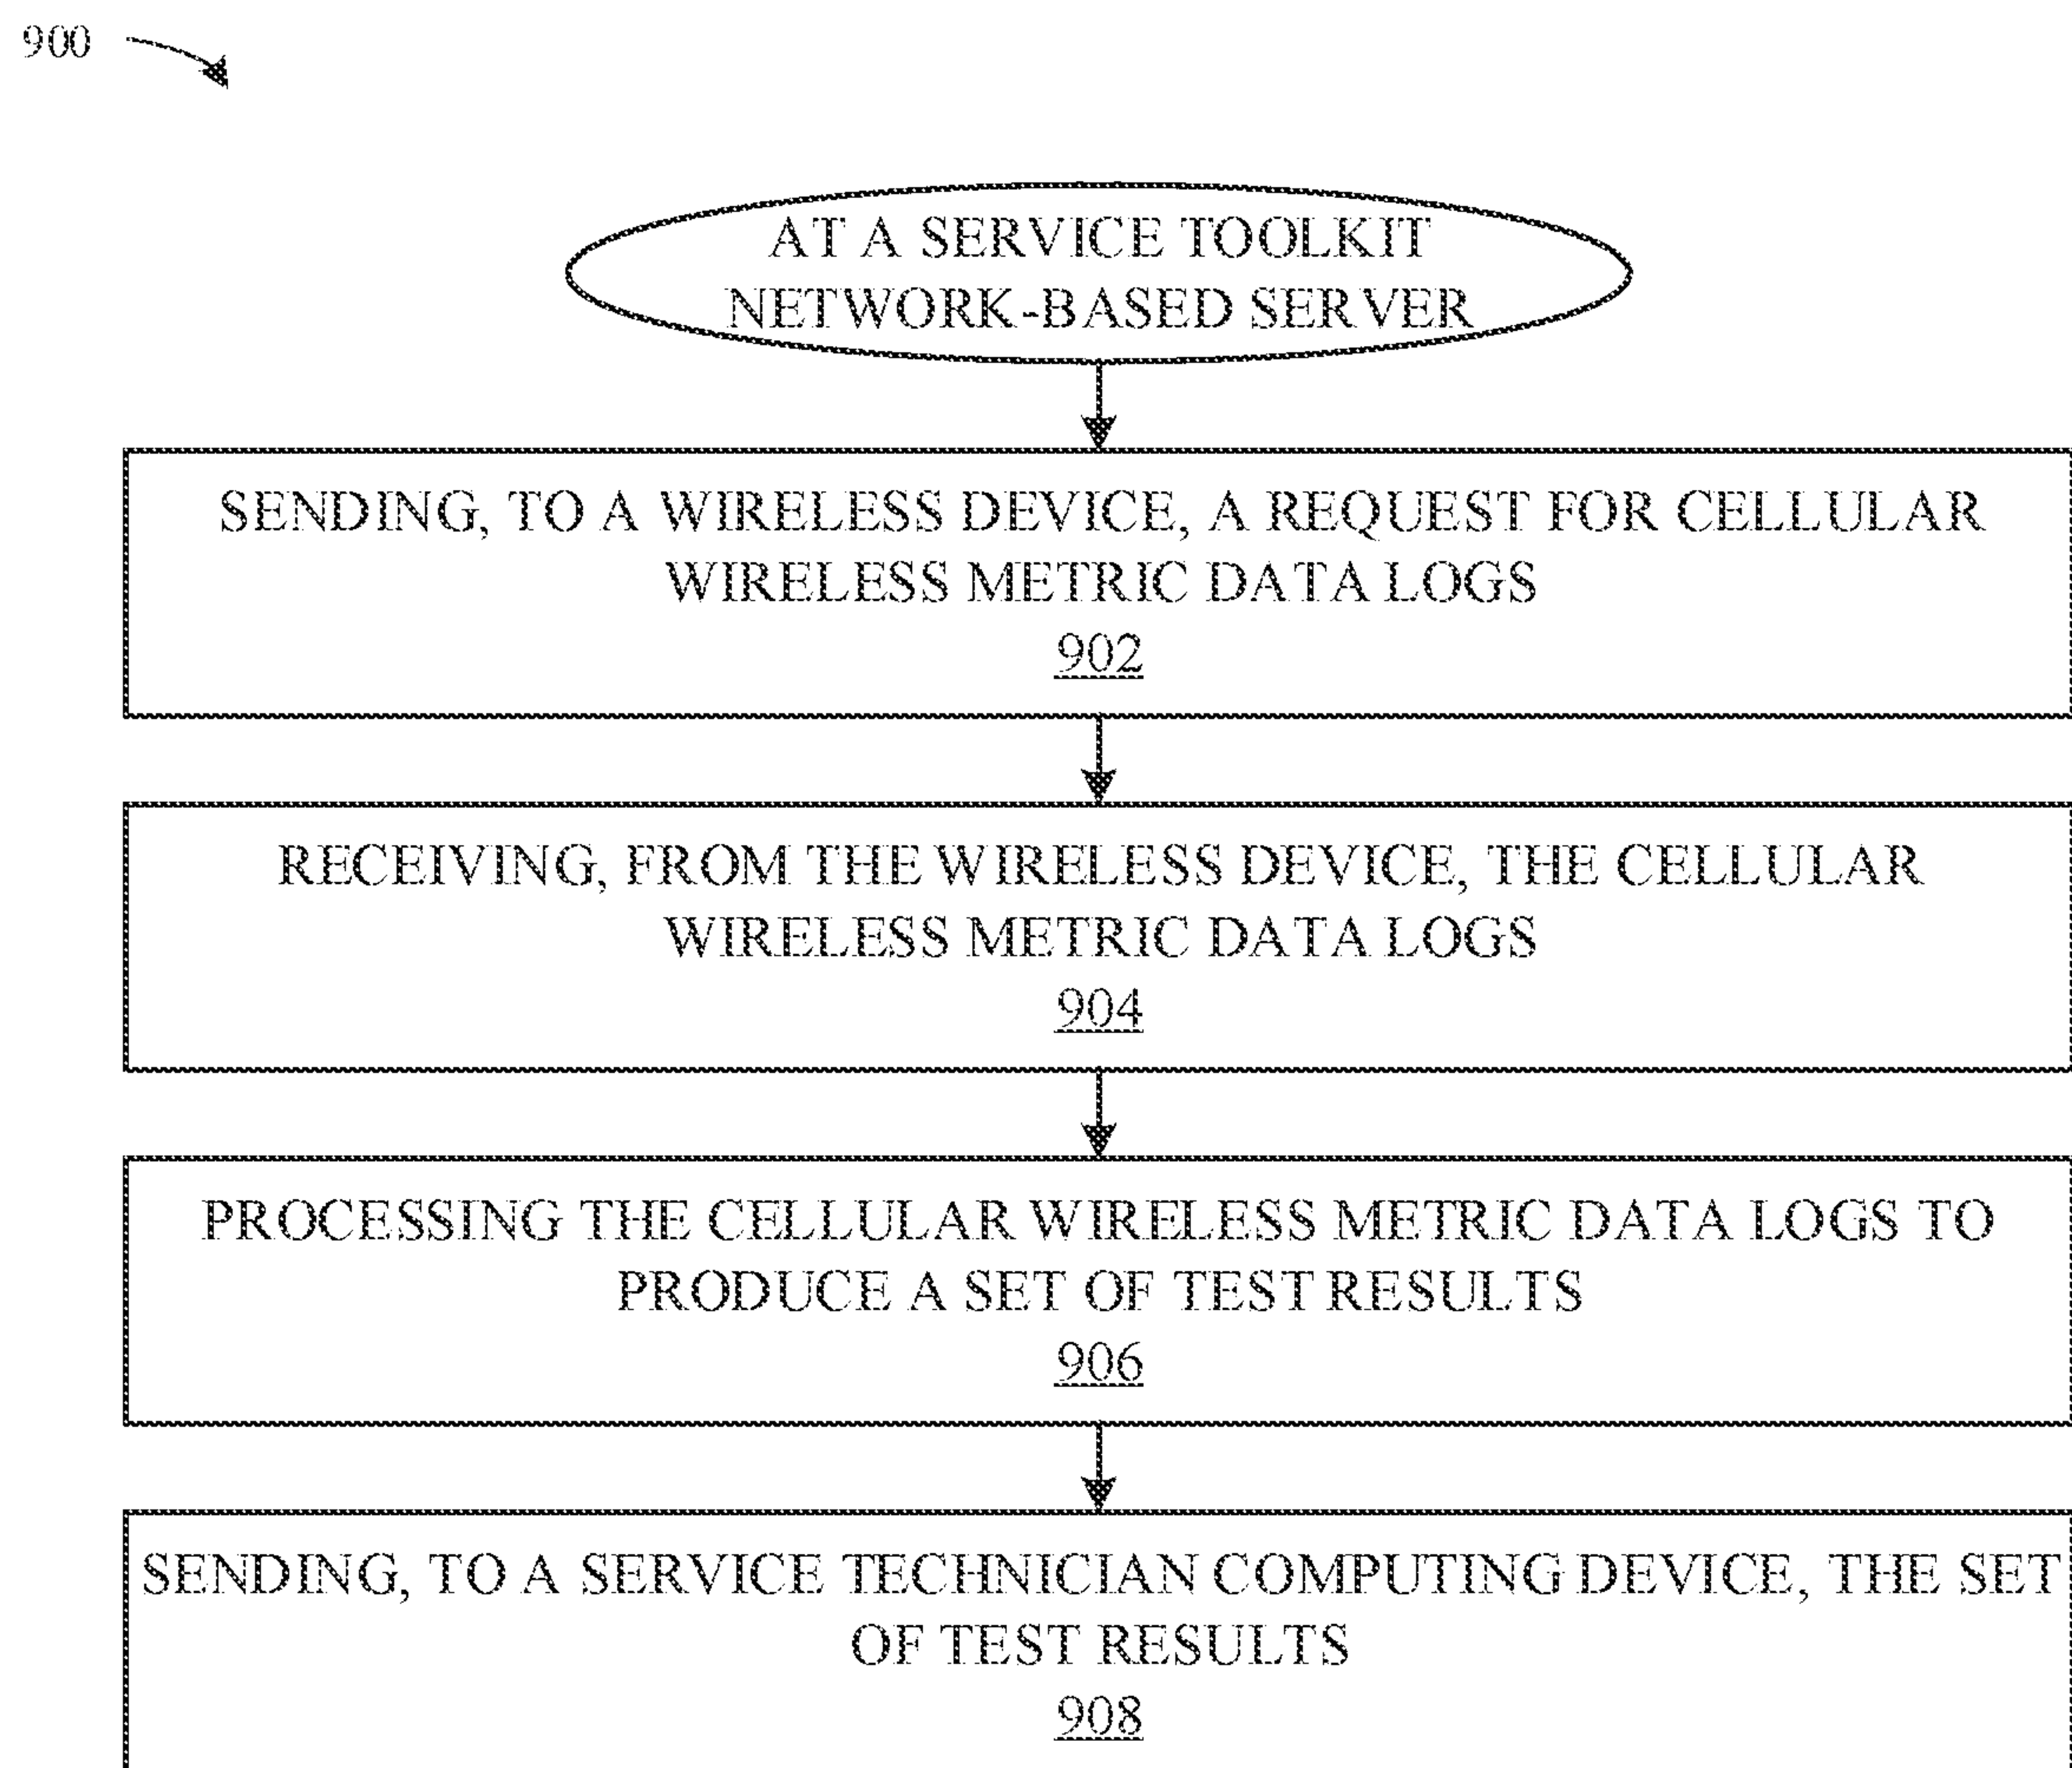 900
AT A SERVICE TOOLKIT
NETWORK-BASED SERVER
SENDING, TO A WIRELESS DEVICE, A REQUEST FOR CELLULAR
WIRELESS METRIC DATA LOGS
902
RECEIVING, FROM THE WIRELESS DEVICE, THE CELLULAR
WIRELESS METRIC DATA LOGS
904
PROCESSING THE CELLULAR WIRELESS METRIC DATA LOGS TO
PRODUCE A SET OF TEST RESULTS
906
SENDING, TO A SERVICE TECHNICIAN COMPUTING DEVICE, THE SET
OF TEST RESULTS
908